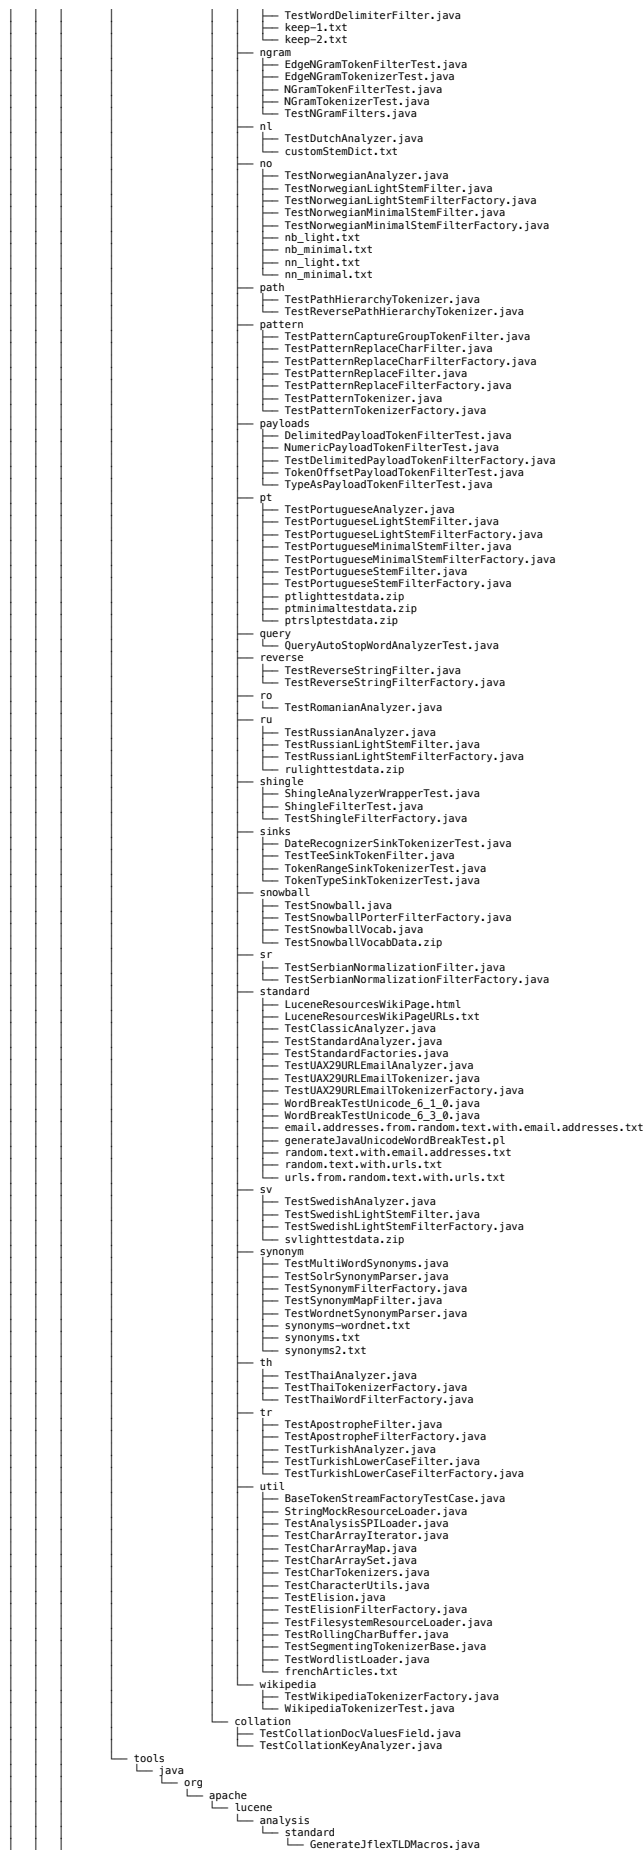 TestWordDelimiterFilter.java
keep-1.txt
keep-2.txt
ngram
EdgeNGramTokenFilterTest.java
EdgeNGramTokenizerTest.java
NGramTokenFilterTest.java
NGramTokenizerTest.java
TestNGramFilters.java
nl
TestDutchAnalyzer.java
customStemDict.txt
no
TestNorwegianAnalyzer.java
TestNorwegianLightStemFilter.java
TestNorwegianLightStemFilterFactory.java
TestNorwegianMinimalStemFilter.java
TestNorwegianMinimalStemFilterFactory.java
nb_light.txt
nb_minimal.txt
nn_light.txt
nn_minimal.txt
path
TestPathHierarchyTokenizer.java
TestReversePathHierarchyTokenizer.java
pattern
TestPatternCaptureGroupTokenFilter.java
TestPatternReplaceCharFilter.java
TestPatternReplaceCharFilterFactory.java
TestPatternReplaceFilter.java
TestPatternReplaceFilterFactory.java
TestPatternTokenizer.java
TestPatternTokenizerFactory.java
payloads
DelimitedPayloadTokenFilterTest.java
NumericPayloadTokenFilterTest.java
TestDelimitedPayloadTokenFilterFactory.java
TokenOffsetPayloadTokenFilterTest.java
TypeAsPayloadTokenFilterTest.java
pt
TestPortugueseAnalyzer.java
TestPortugueseLightStemFilter.java
TestPortugueseLightStemFilterFactory.java
TestPortugueseMinimalStemFilter.java
TestPortugueseMinimalStemFilterFactory.java
TestPortugueseStemFilter.java
TestPortugueseStemFilterFactory.java
ptlighttestdata.zip
ptminimaltestdata.zip
ptrslptestdata.zip
query
QueryAutoStopWordAnalyzerTest.java
reverse
TestReverseStringFilter.java
TestReverseStringFilterFactory.java
ro
TestRomanianAnalyzer.java
ru
TestRussianAnalyzer.java
TestRussianLightStemFilter.java
TestRussianLightStemFilterFactory.java
rulighttestdata.zip
shingle
ShingleAnalyzerWrapperTest.java
ShingleFilterTest.java
TestShingleFilterFactory.java
sinks
DateRecognizerSinkTokenizerTest.java
TestTeeSinkTokenFilter.java
TokenRangeSinkTokenizerTest.java
TokenTypeSinkTokenizerTest.java
snowball
TestSnowball.java
TestSnowballPorterFilterFactory.java
TestSnowballVocab.java
TestSnowballVocabData.zip
sr
TestSerbianNormalizationFilter.java
TestSerbianNormalizationFilterFactory.java
standard
LuceneResourcesWikiPage.html
LuceneResourcesWikiPageURLs.txt
TestClassicAnalyzer.java
TestStandardAnalyzer.java
TestStandardFactories.java
TestUAX29URLEmailAnalyzer.java
TestUAX29URLEmailTokenizer.java
TestUAX29URLEmailTokenizerFactory.java
WordBreakTestUnicode_6_1_0.java
WordBreakTestUnicode_6_3_0.java
email.addresses.from.random.text.with.email.addresses.txt
generateJavaUnicodeWordBreakTest.pl
random.text.with.email.addresses.txt
random.text.with.urls.txt
urls.from.random.text.with.urls.txt
sv
TestSwedishAnalyzer.java
TestSwedishLightStemFilter.java
TestSwedishLightStemFilterFactory.java
svlighttestdata.zip
synonym
TestMultiWordSynonyms.java
TestSolrSynonymParser.java
TestSynonymFilterFactory.java
TestSynonymMapFilter.java
TestWordnetSynonymParser.java
synonyms-wordnet.txt
synonyms.txt
synonyms2.txt
th
TestThaiAnalyzer.java
TestThaiTokenizerFactory.java
TestThaiWordFilterFactory.java
tr
TestApostropheFilter.java
TestApostropheFilterFactory.java
TestTurkishAnalyzer.java
TestTurkishLowerCaseFilter.java
TestTurkishLowerCaseFilterFactory.java
util
BaseTokenStreamFactoryTestCase.java
StringMockResourceLoader.java
TestAnalysisSPILoader.java
TestCharArrayIterator.java
TestCharArrayMap.java
TestCharArraySet.java
TestCharTokenizers.java
TestCharacterUtils.java
TestElision.java
TestElisionFilterFactory.java
TestFilesystemResourceLoader.java
TestRollingCharBuffer.java
TestSegmentingTokenizerBase.java
TestWordlistLoader.java
frenchArticles.txt
wikipedia
TestWikipediaTokenizerFactory.java
WikipediaTokenizerTest.java
collation
TestCollationDocValuesField.java
TestCollationKeyAnalyzer.java
tools
java
org
apache
lucene
analysis
standard
GenerateJflexTLDMacros.java